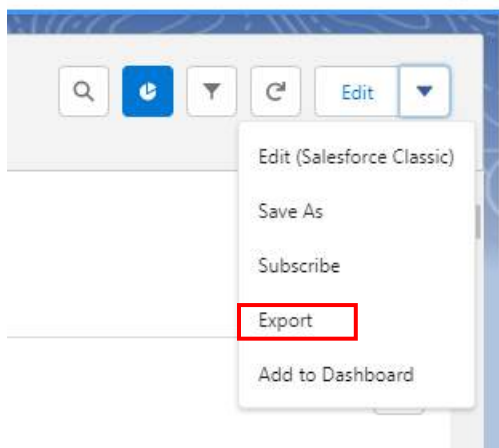 Edit
Edit (Salesforce Classic)
Save As
Subscribe
Export
Add to Dashboard